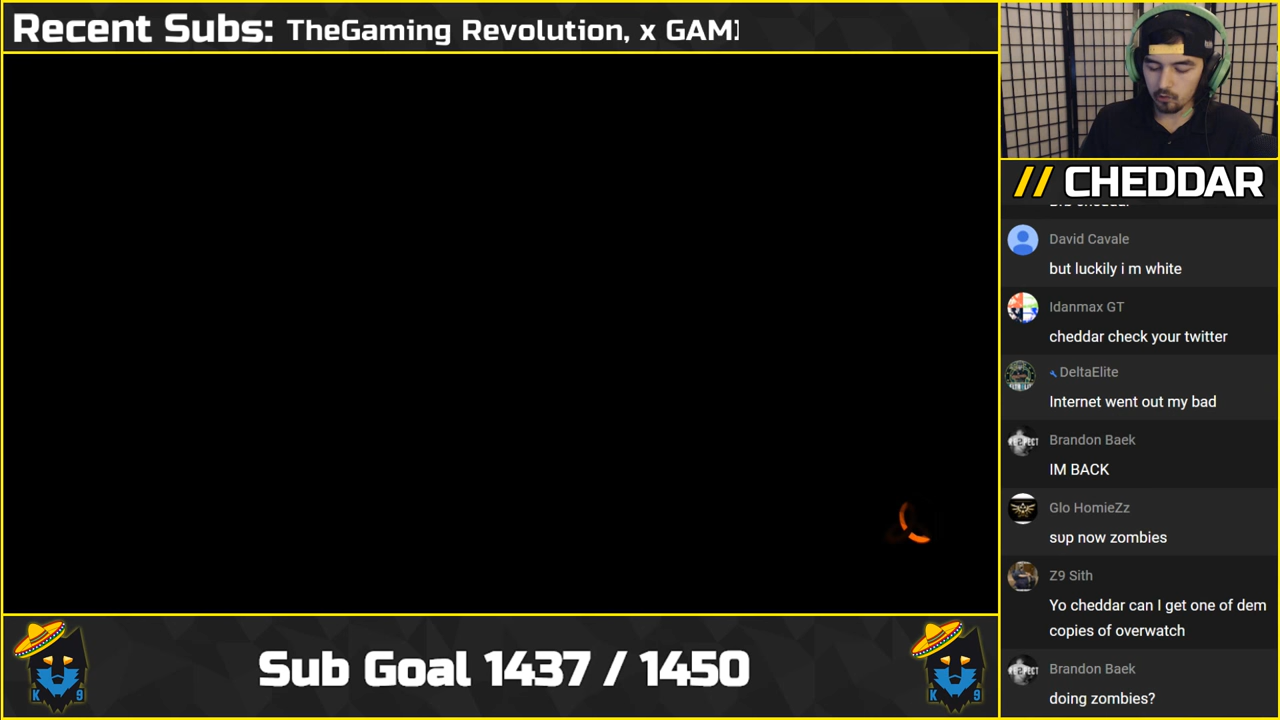 Recent Subs: TheGaming Revolution, x GAM
// CHEDDAR
David Cavale
but luckily i m white
Idanmax GT
cheddar check your twitter
DeltaElite
Internet went out my bad
Brandon Baek
IM BACK
Glo HomieZz
sup now zombies
Z9 Sith
Yo cheddar can I get one of dem
copies of overwatch
Brandon Baek
doing zombies?
K 9
Sub Goal 1437 / 1450
K 9